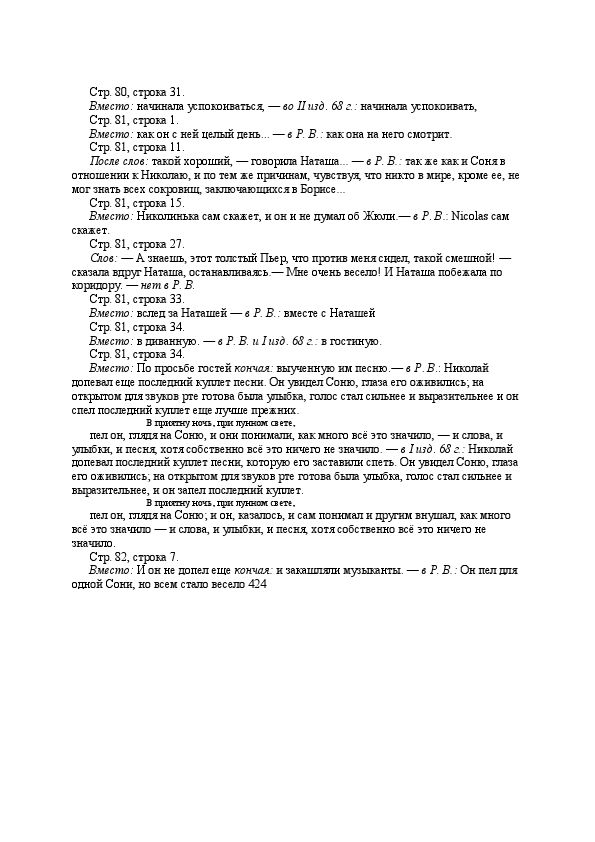 Стр. 80, строка 31.
Вместо: начинала успокоиваться, — во II изд. 68 г.: начинала успокоивать,
Стр. 81, строка 1.
Вместо: как он с ней целый день... — в Р. В.: как она на него смотрит.
Стр. 81, строка 11.
После слов: такой хороший, — говорила Наташа... — в Р. В.: так же как и Соня в
отношении к Николаю, и по тем же причинам, чувствуя, что никто в мире, кроме ее, не
мог знать всех сокровищ, заключающихся в Борисе...
Стр. 81, строка 15.
Вместо: Николинька сам скажет, и он и не думал об Жюли.— в Р. В.: Nicolas сам
скажет.
Стр. 81, строка 27.
Слов: — А знаешь, этот толстый Пьер, что против меня сидел, такой смешной! —
сказала вдруг Наташа, останавливаясь.— Мне очень весело! И Наташа побежала по
коридору. — нет в Р. В.
Стр. 81, строка 33.
Вместо: вслед за Наташей — в Р. В.: вместе с Наташей
Стр. 81, строка 34.
Вместо: в диванную. — в Р. В. и I изд. 68 г.: в гостиную.
Стр. 81, строка 34.
Вместо: По просьбе гостей кончая: выученную им песню.— в Р. В.: Николай
допевал еще последний куплет песни. Он увидел Соню, глаза его оживились; на
открытом для звуков рте готова была улыбка, голос стал сильнее и выразительнее и он
спел последний куплет еще лучше прежних.
В приятну ночь, при лунном свете,
пел он, глядя на Соню, и они понимали, как много всё это значило, — и слова, и
улыбки, и песня, хотя собственно всё это ничего не значило. — в I изд. 68 г.: Николай
допевал последний куплет песни, которую его заставили спеть. Он увидел Соню, глаза
его оживились; на открытом для звуков рте готова была улыбка, голос стал сильнее и
выразительнее, и он запел последний куплет.
В приятну ночь, при лунном свете,
пел он, глядя на Соню; и он, казалось, и сам понимал и другим внушал, как много
всё это значило — и слова, и улыбки, и песня, хотя собственно всё это ничего не
значило.
Стр. 82, строка 7.
Вместо: И он не допел еще кончая: и закашляли музыканты. — в Р. В.: Он пел для
одной Сони, но всем стало весело 424